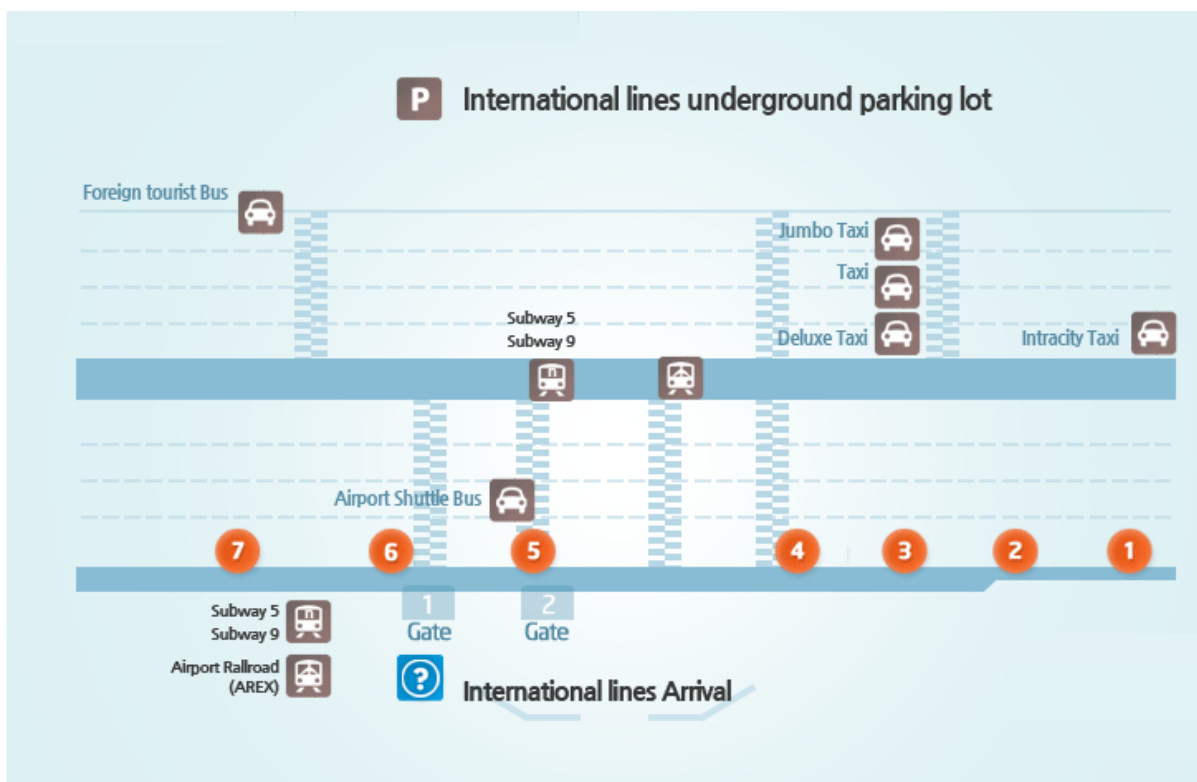 P International lines underground parking lot
Foreign tourist Bus
Jumbo Taxi
Taxi
Subway 5
Subway 9
Deluxe Taxi
Intracity Taxi
Airport Shuttle Bus
7 6 5 4 3 2 1
Subway 5
Subway 9
1 2
Gate Gate
Airport Rallroad
(AREX)
? International lines Arrival